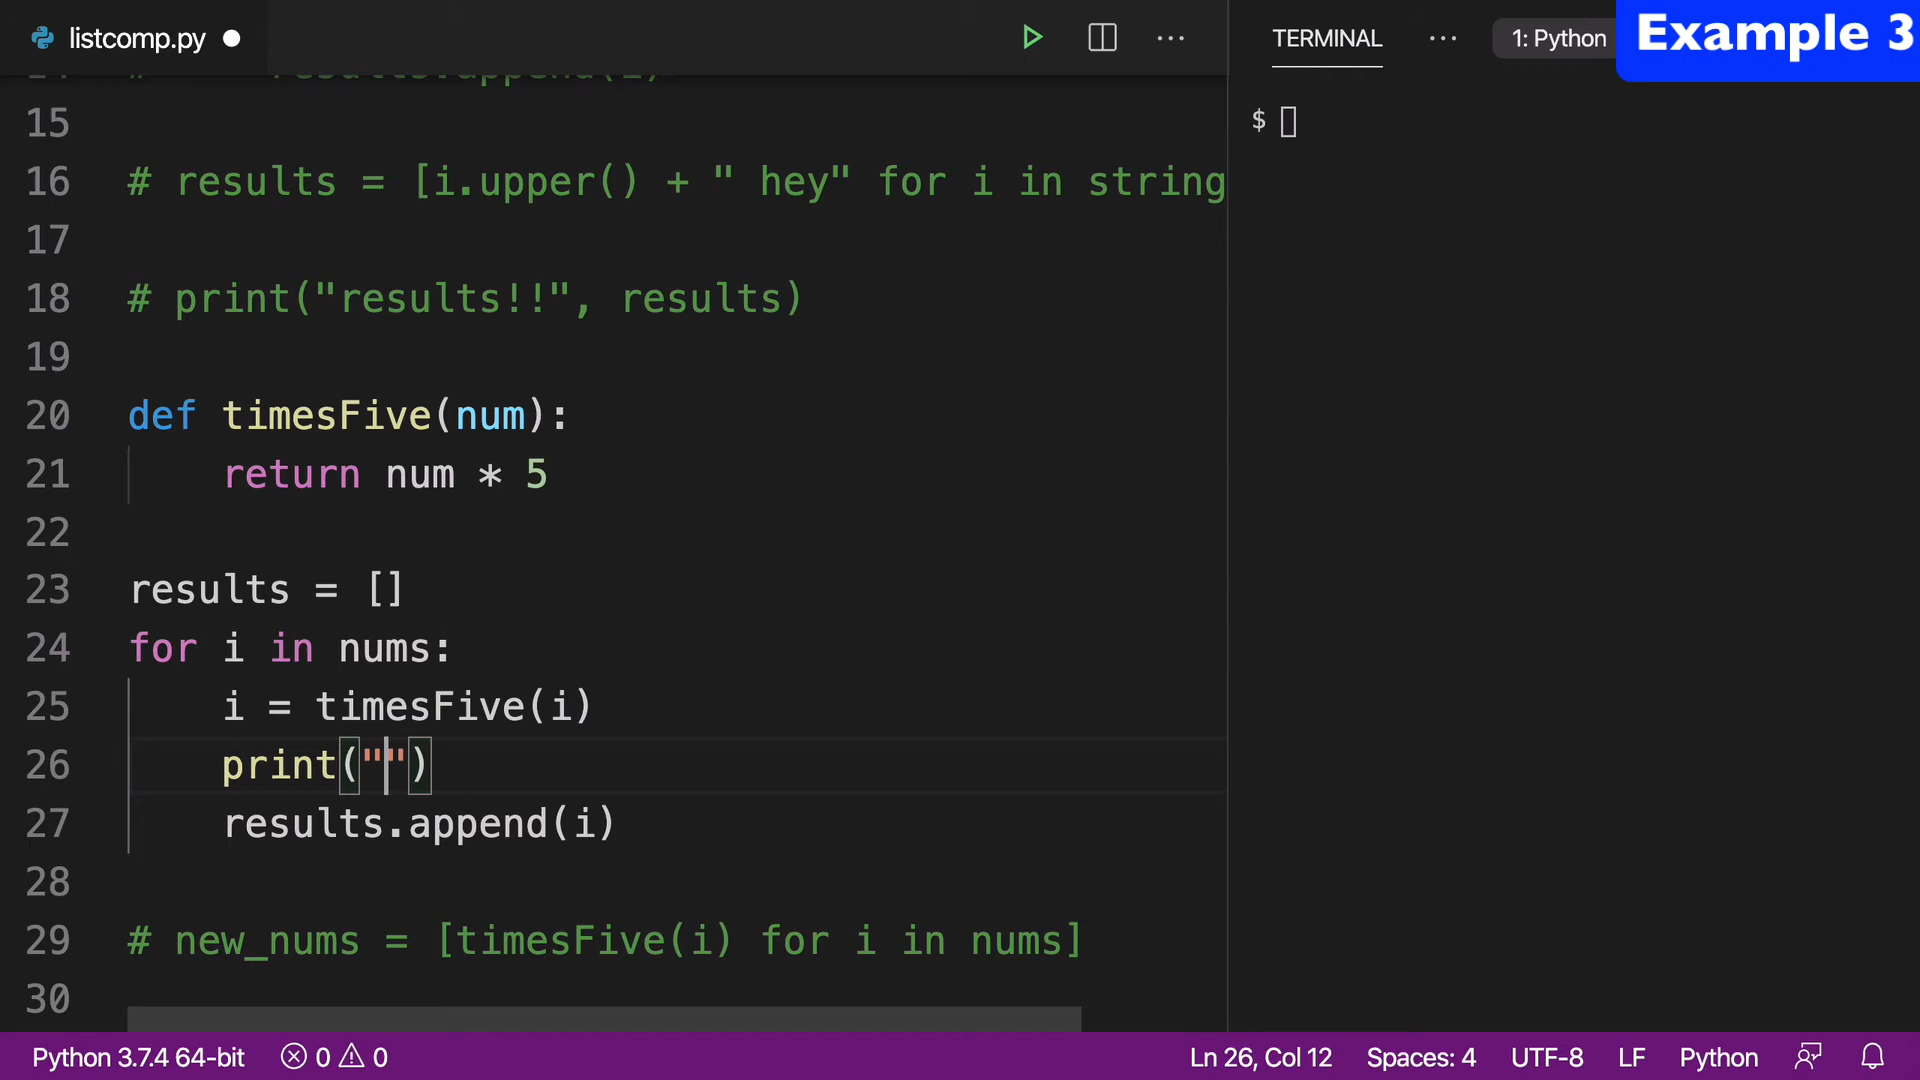 listcomp.py
TERMINAL
1: Python
Example 3
15
16 # results = [i.upper() + " hey" for i in string
17
18 # print("results!!", results)
19
20 def timesFive(num):
21 return num * 5
22
23 results = []
24 for i in nums:
25 i = timesFive(i)
26 print("")
27 results.append(i)
28
29 # new_nums = [timesFive(i) for i in nums]
30
$
Python 3.7.4 64-bit 0 0 Ln 26, Col 12 Spaces: 4 UTF-8 LF Python